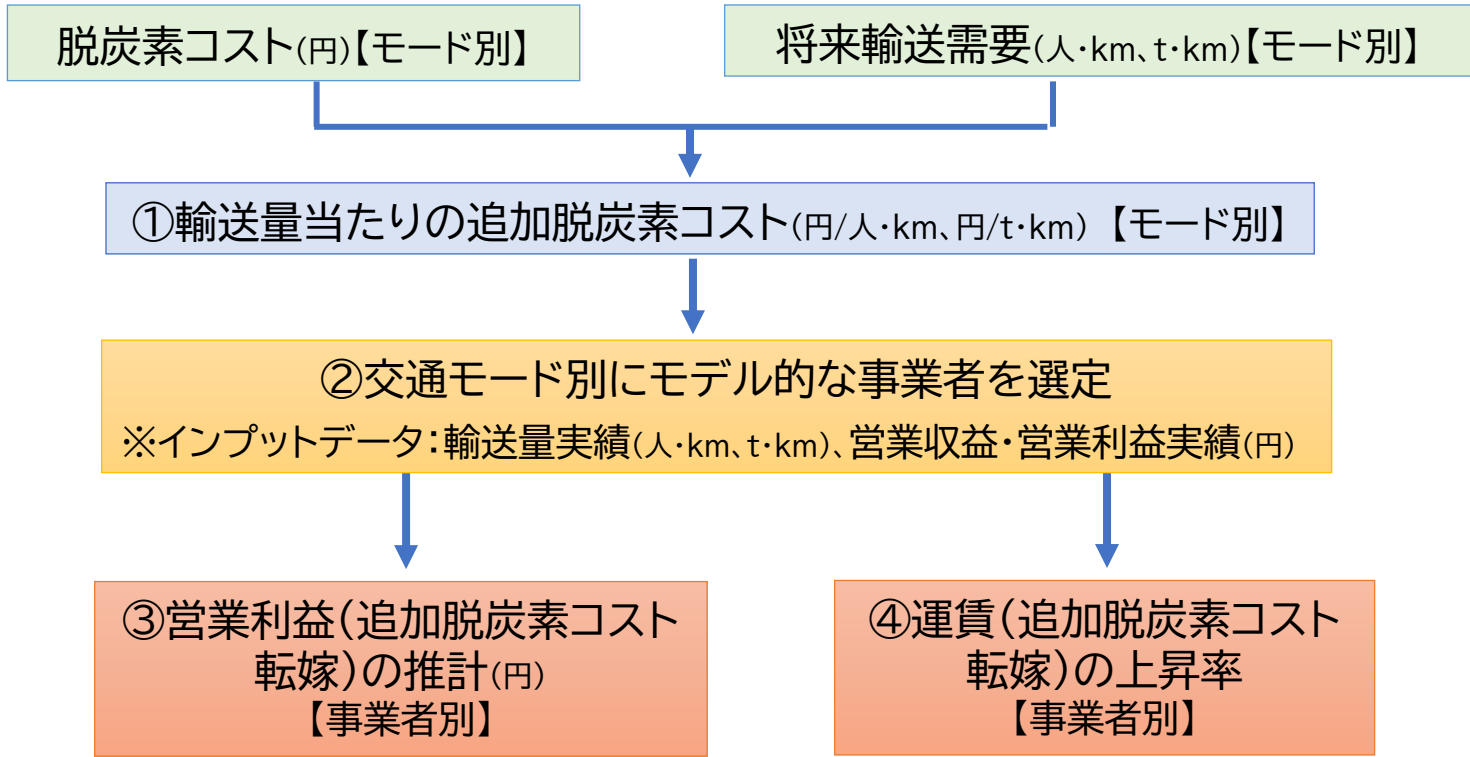 脱炭素コスト(円)【モード別】
将来輸送需要(人・km、t・km)【モード別】
①輸送量当たりの追加脱炭素コスト(円/人・km、円/t・km) 【モード別】
②交通モード別にモデル的な事業者を選定
※インプットデータ：輸送量実績(人・km、t・km)、営業収益・営業利益実績(円)
③営業利益(追加脱炭素コスト
転嫁)の推計(円)
【事業者別】
④運賃(追加脱炭素コスト
転嫁)の上昇率
【事業者別】